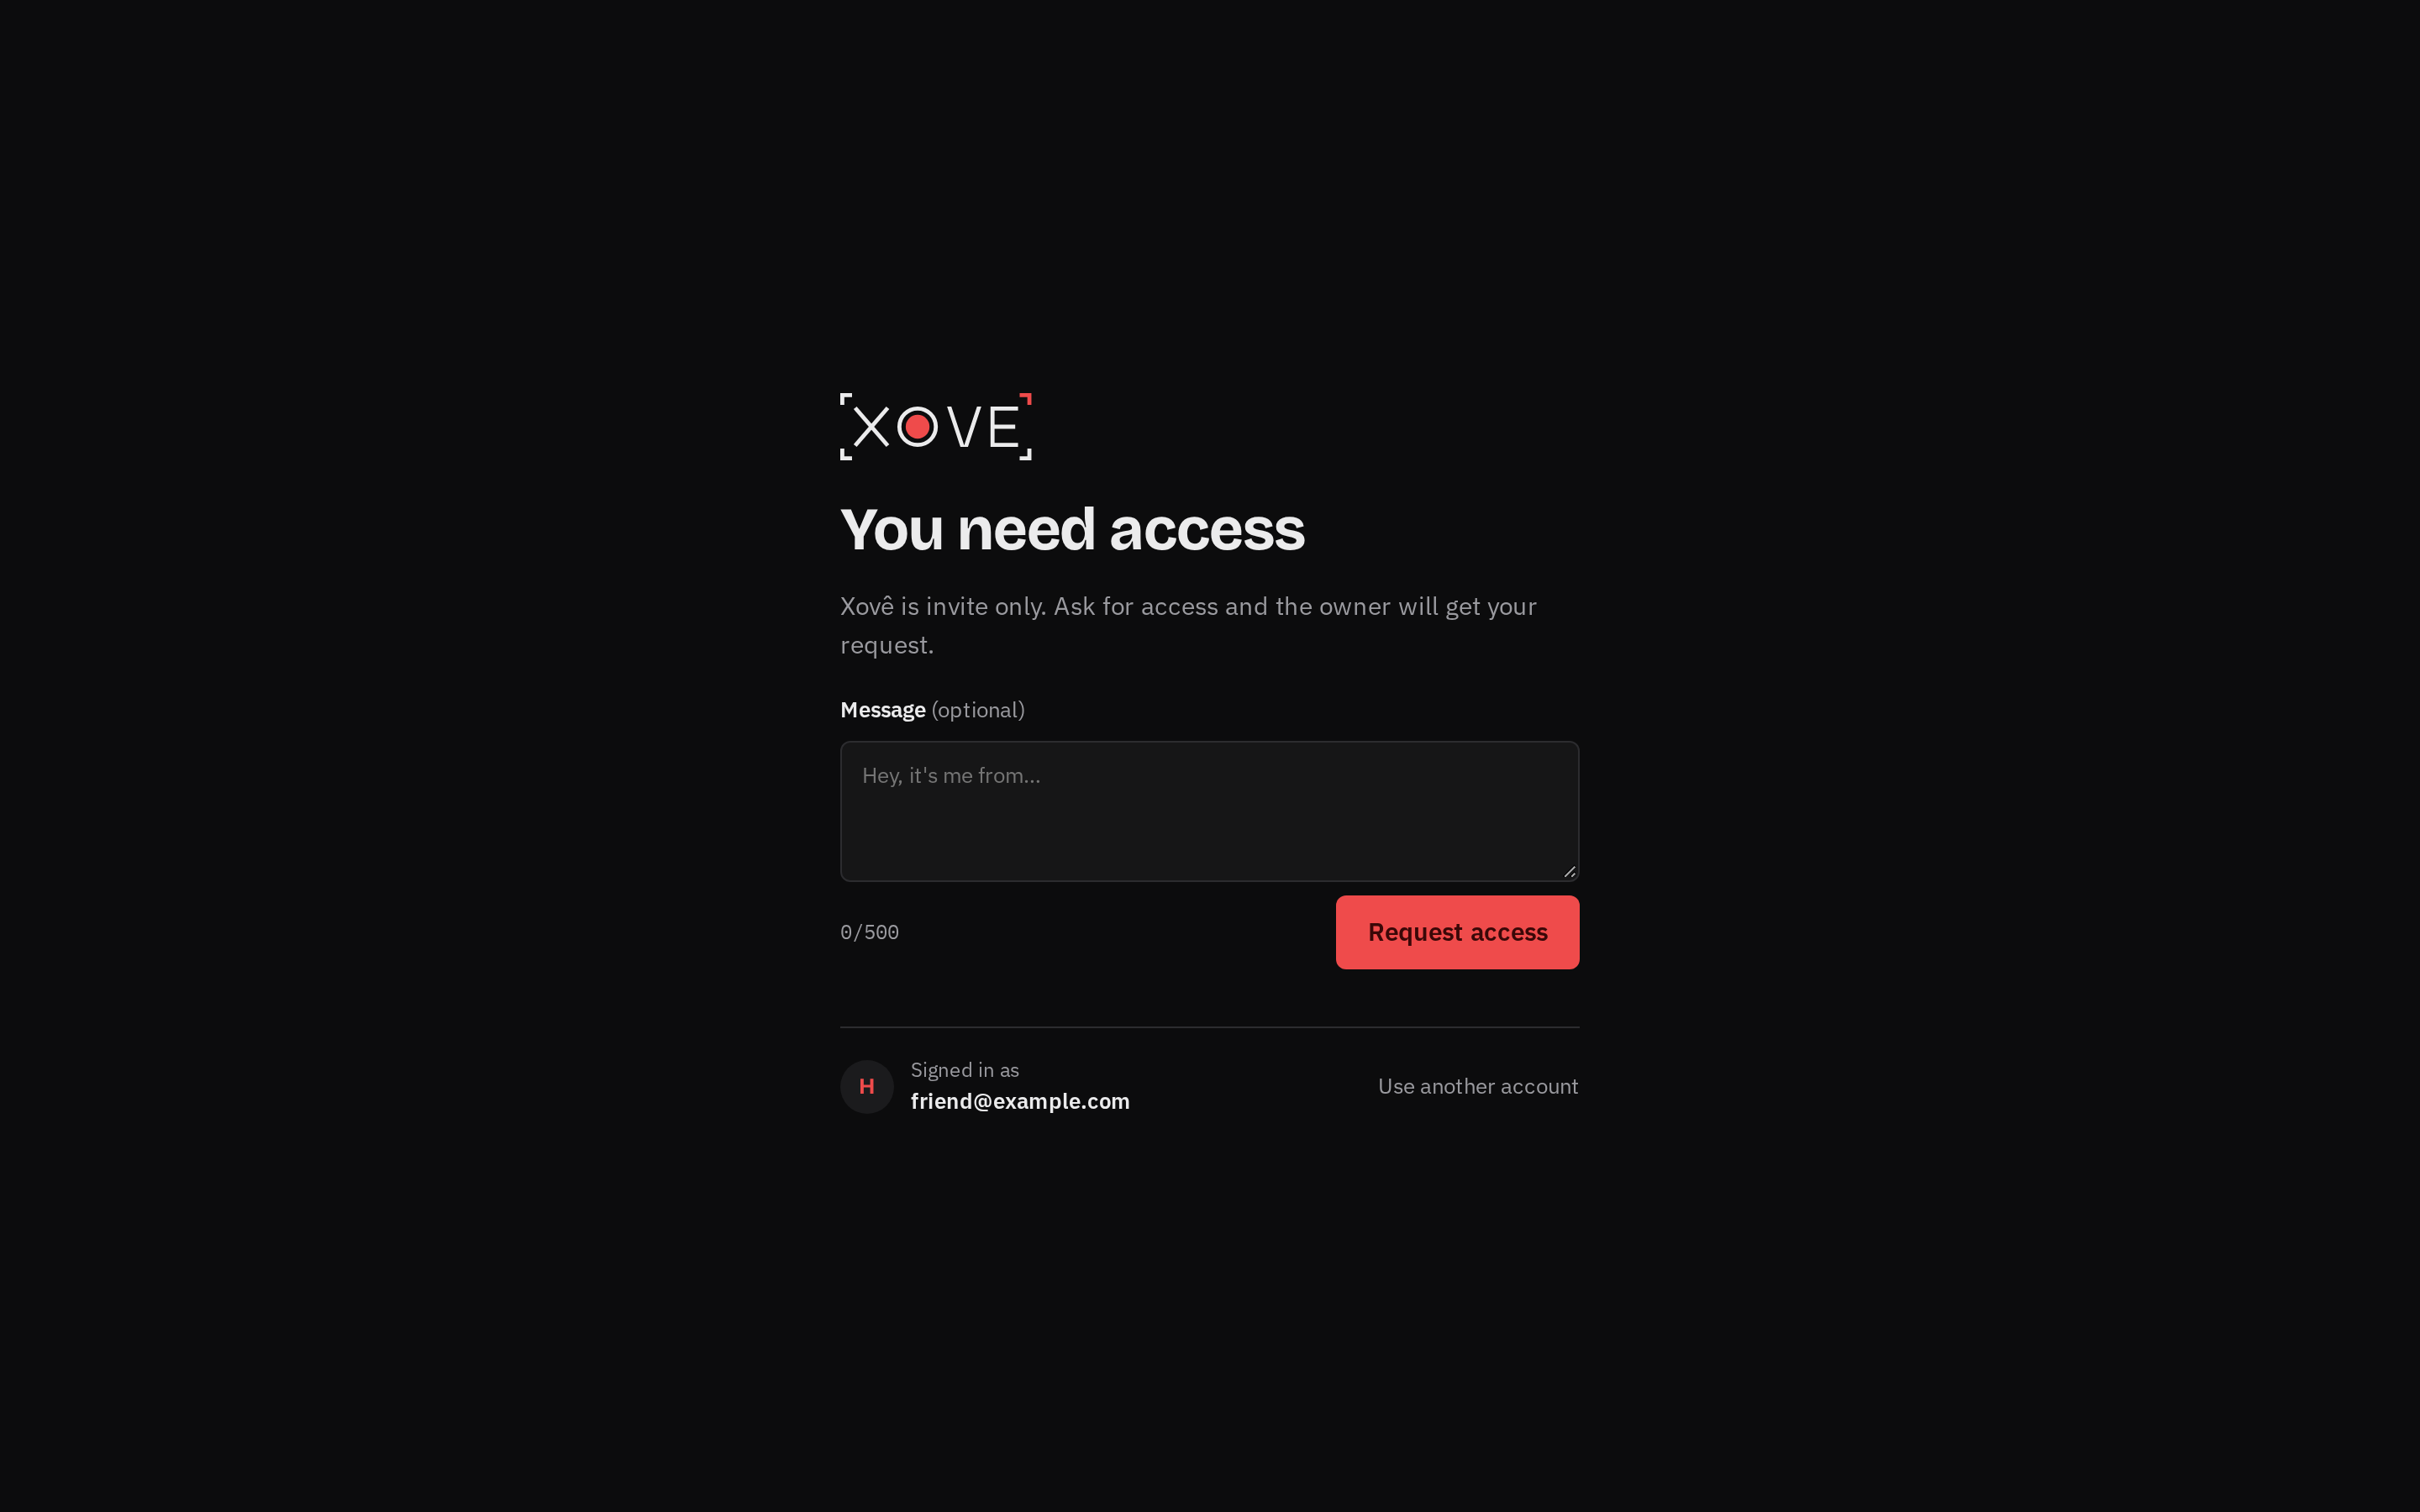 XOVE
You need access
Xovê is invite only. Ask for access and the owner will get your
request.
Message (optional)
Hey, it's me from...
0/500
Request access
H
Signed in as
friend@example.com
Use another account